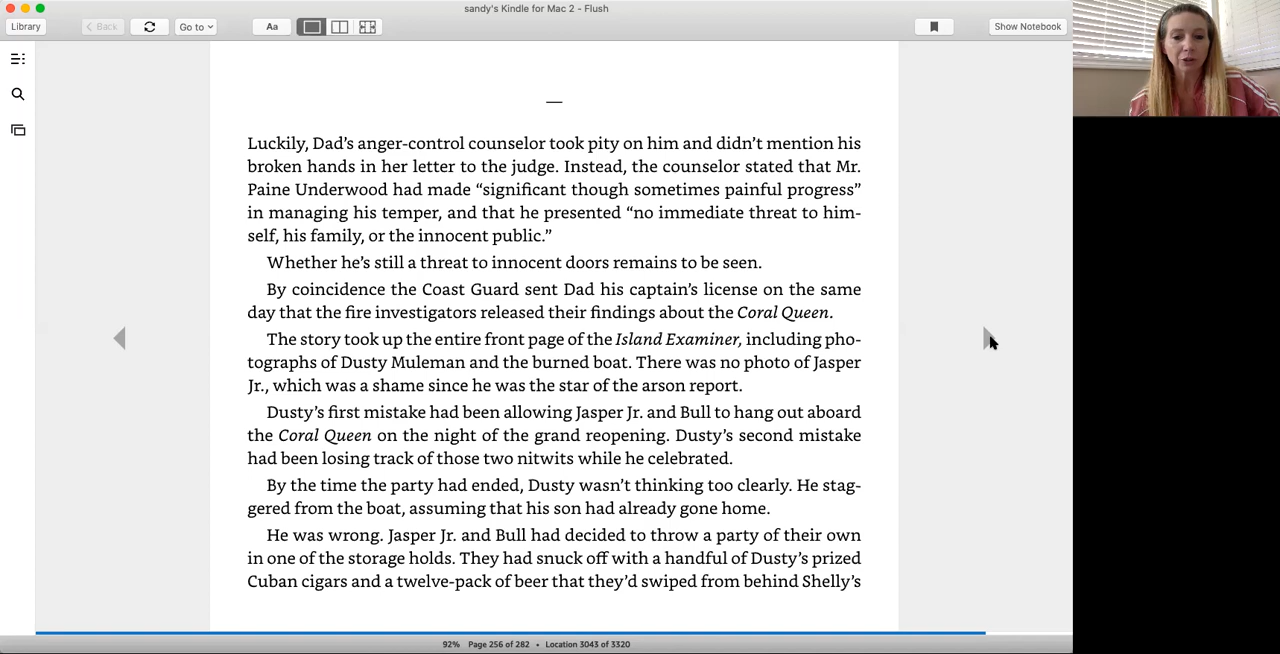 sandy's Kindle for Mac 2 - Flush
Library
Back
Go to
Aa
Show Notebook
—
Luckily, Dad’s anger-control counselor took pity on him and didn’t mention his
broken hands in her letter to the judge. Instead, the counselor stated that Mr.
Paine Underwood had made “significant though sometimes painful progress”
in managing his temper, and that he presented “no immediate threat to him-
self, his family, or the innocent public.”
Whether he’s still a threat to innocent doors remains to be seen.
By coincidence the Coast Guard sent Dad his captain’s license on the same
day that the fire investigators released their findings about the Coral Queen.
The story took up the entire front page of the Island Examiner, including pho-
tographs of Dusty Muleman and the burned boat. There was no photo of Jasper
Jr., which was a shame since he was the star of the arson report.
Dusty’s first mistake had been allowing Jasper Jr. and Bull to hang out aboard
the Coral Queen on the night of the grand reopening. Dusty’s second mistake
had been losing track of those two nitwits while he celebrated.
By the time the party had ended, Dusty wasn’t thinking too clearly. He stag-
gered from the boat, assuming that his son had already gone home.
He was wrong. Jasper Jr. and Bull had decided to throw a party of their own
in one of the storage holds. They had snuck off with a handful of Dusty’s prized
Cuban cigars and a twelve-pack of beer that they’d swiped from behind Shelly’s
92% Page 256 of 282 • Location 3043 of 3320